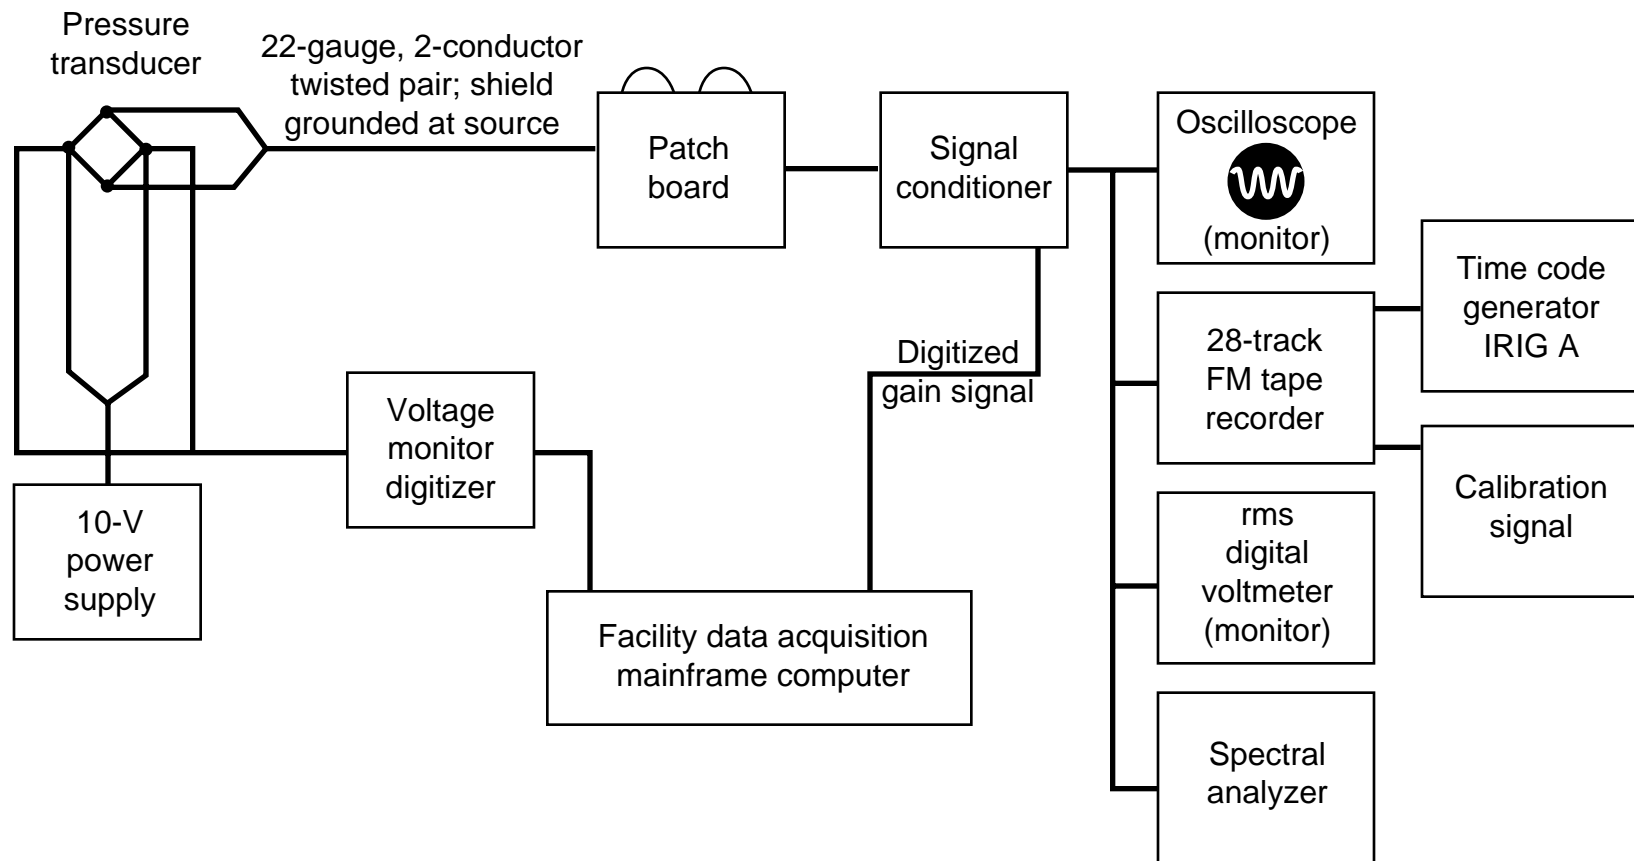 Pressure
transducer
22-gauge, 2-conductor
twisted pair; shield
grounded at source
Patch
board
Signal
conditioner
Oscilloscope
(monitor)
Time code
generator
IRIG A
28-track
FM tape
recorder
Digitized
gain signal
Voltage
monitor
digitizer
Calibration
signal
10-V
power
supply
rms
digital
voltmeter
(monitor)
Facility data acquisition
mainframe computer
Spectral
analyzer